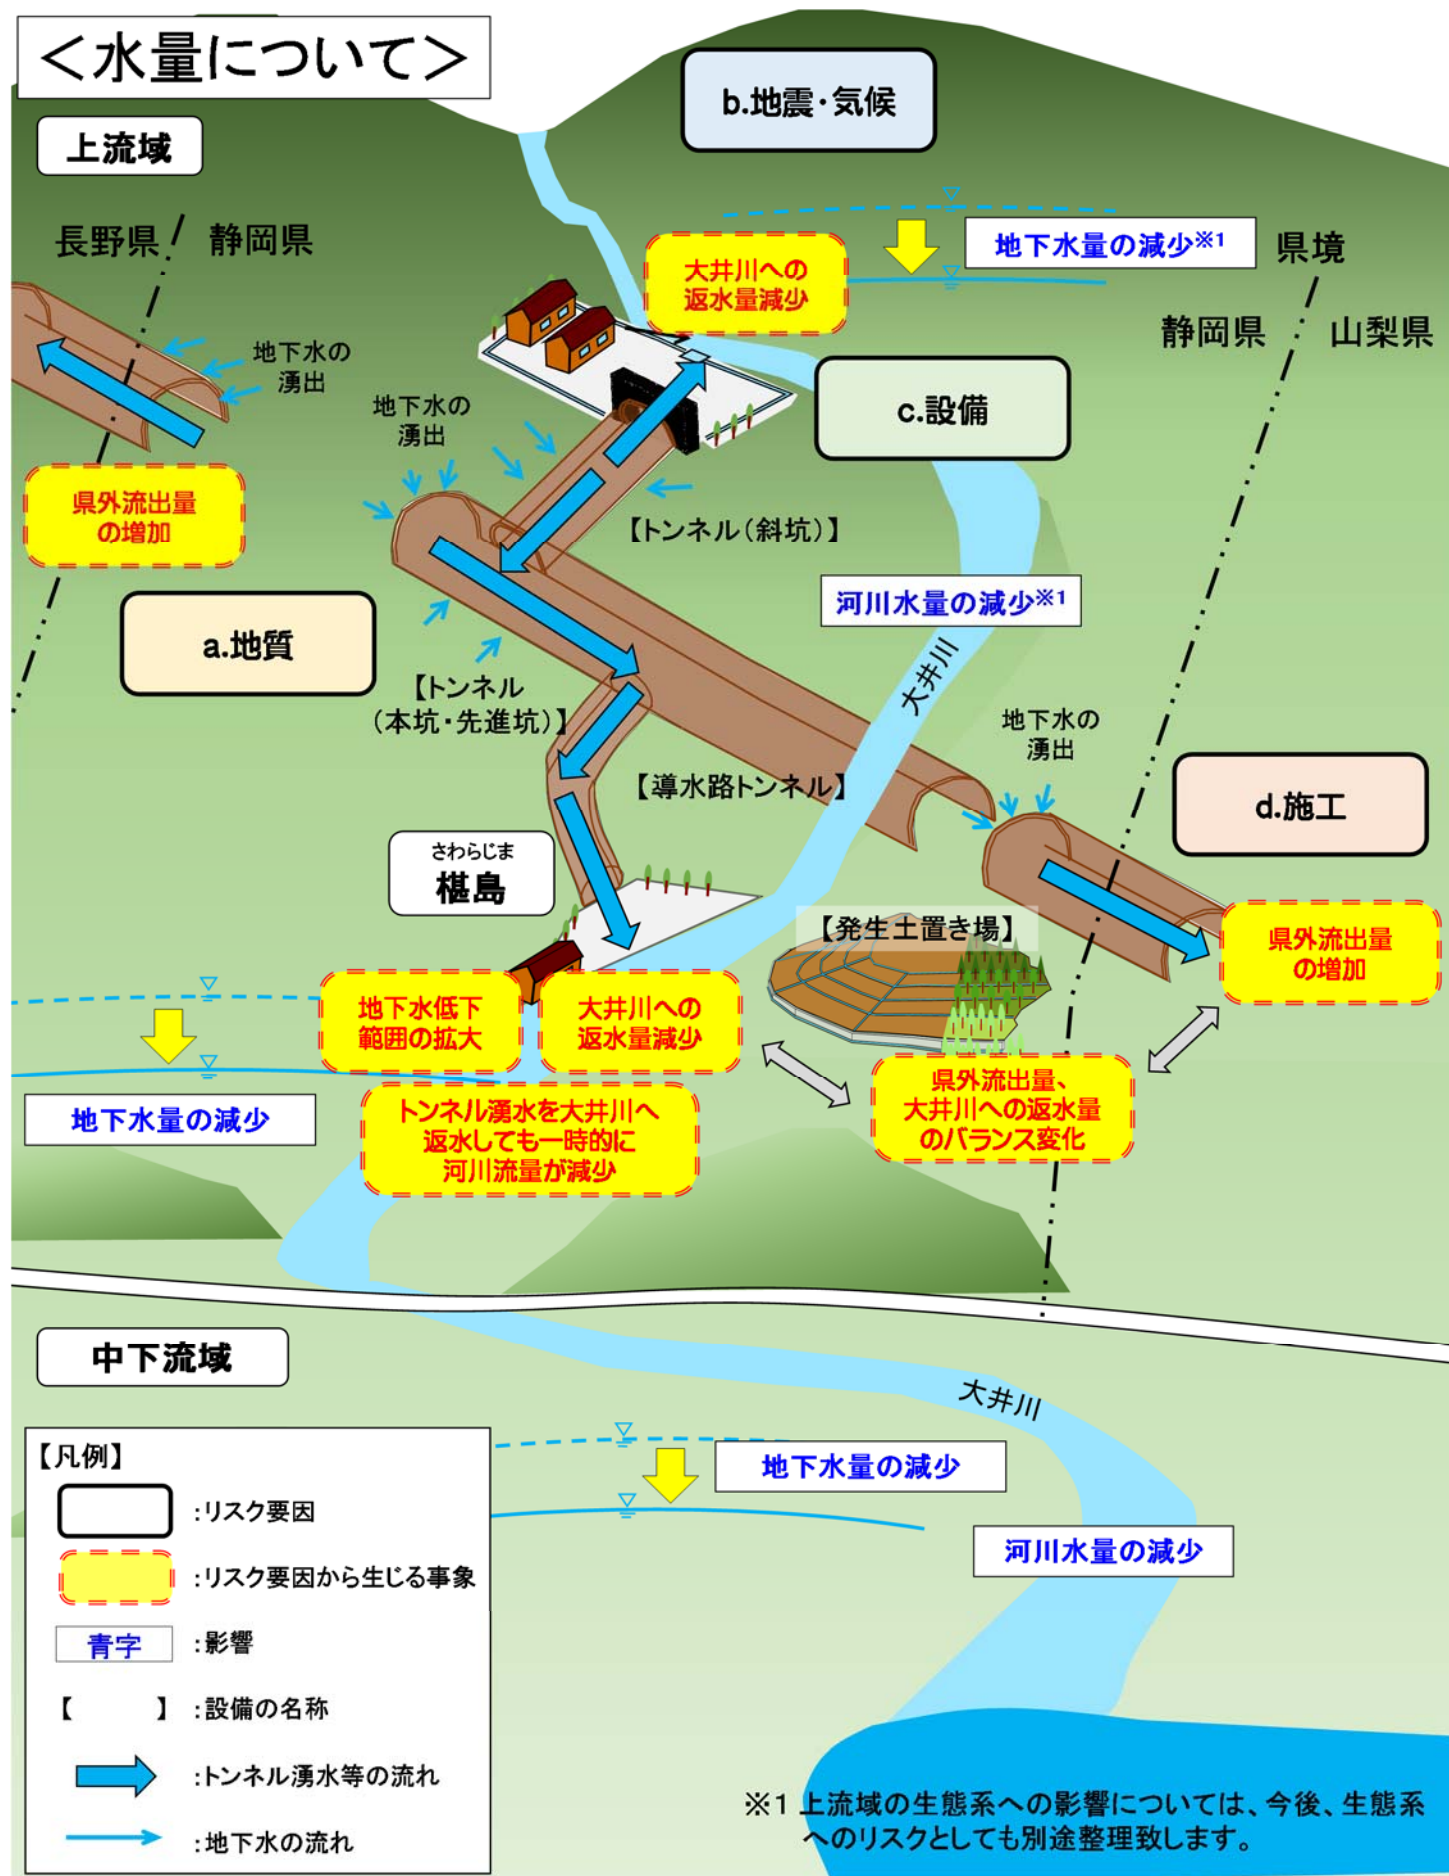 ＜水量について＞
b.地震・気候
上流域
長野県
静岡県
地下水量の減少※1
県境
大井川への
返水量減少
静岡県
山梨県
地下水の
湧出
地下水の
湧出
c.設備
県外流出量
の増加
【トンネル（斜坑）】
河川水量の減少※1
a.地質
大井川
【トンネル
（本坑・先進坑）】
地下水の
湧出
【導水路トンネル】
d.施工
さわらじま
椹島
【発生土置き場】
県外流出量
の増加
地下水低下
範囲の拡大
大井川への
返水量減少
地下水量の減少
トンネル湧水を大井川へ
返水しても一時的に
河川流量が減少
県外流出量、
大井川への返水量
のバランス変化
中下流域
大井川
【凡例】
：リスク要因
：リスク要因から生じる事象
青字
：影響
【　　　】
：設備の名称
：トンネル湧水等の流れ
：地下水の流れ
地下水量の減少
河川水量の減少
※1 上流域の生態系への影響については、今後、生態系
へのリスクとしても別途整理致します。